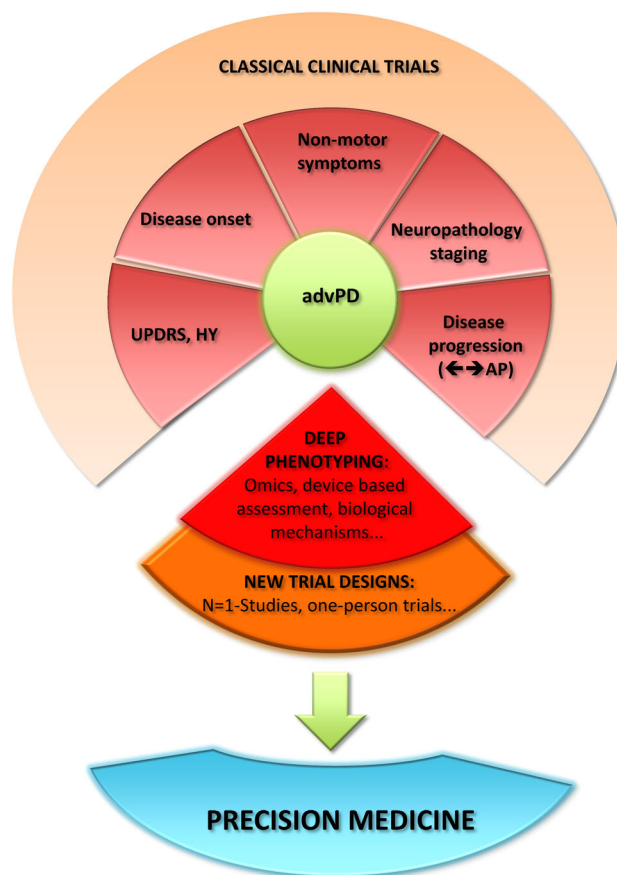 CLASSICAL CLINICAL TRIALS
Non-motor
symptoms
Disease onset
Neuropathology
staging
advPD
UPDRS, HY
Disease
progression
(←→AP)
DEEP
PHENOTYPING:
Omics, device based
assessment, biological
mechanisms...
NEW TRIAL DESIGNS:
N=1-Studies, one-person trials...
PRECISION MEDICINE